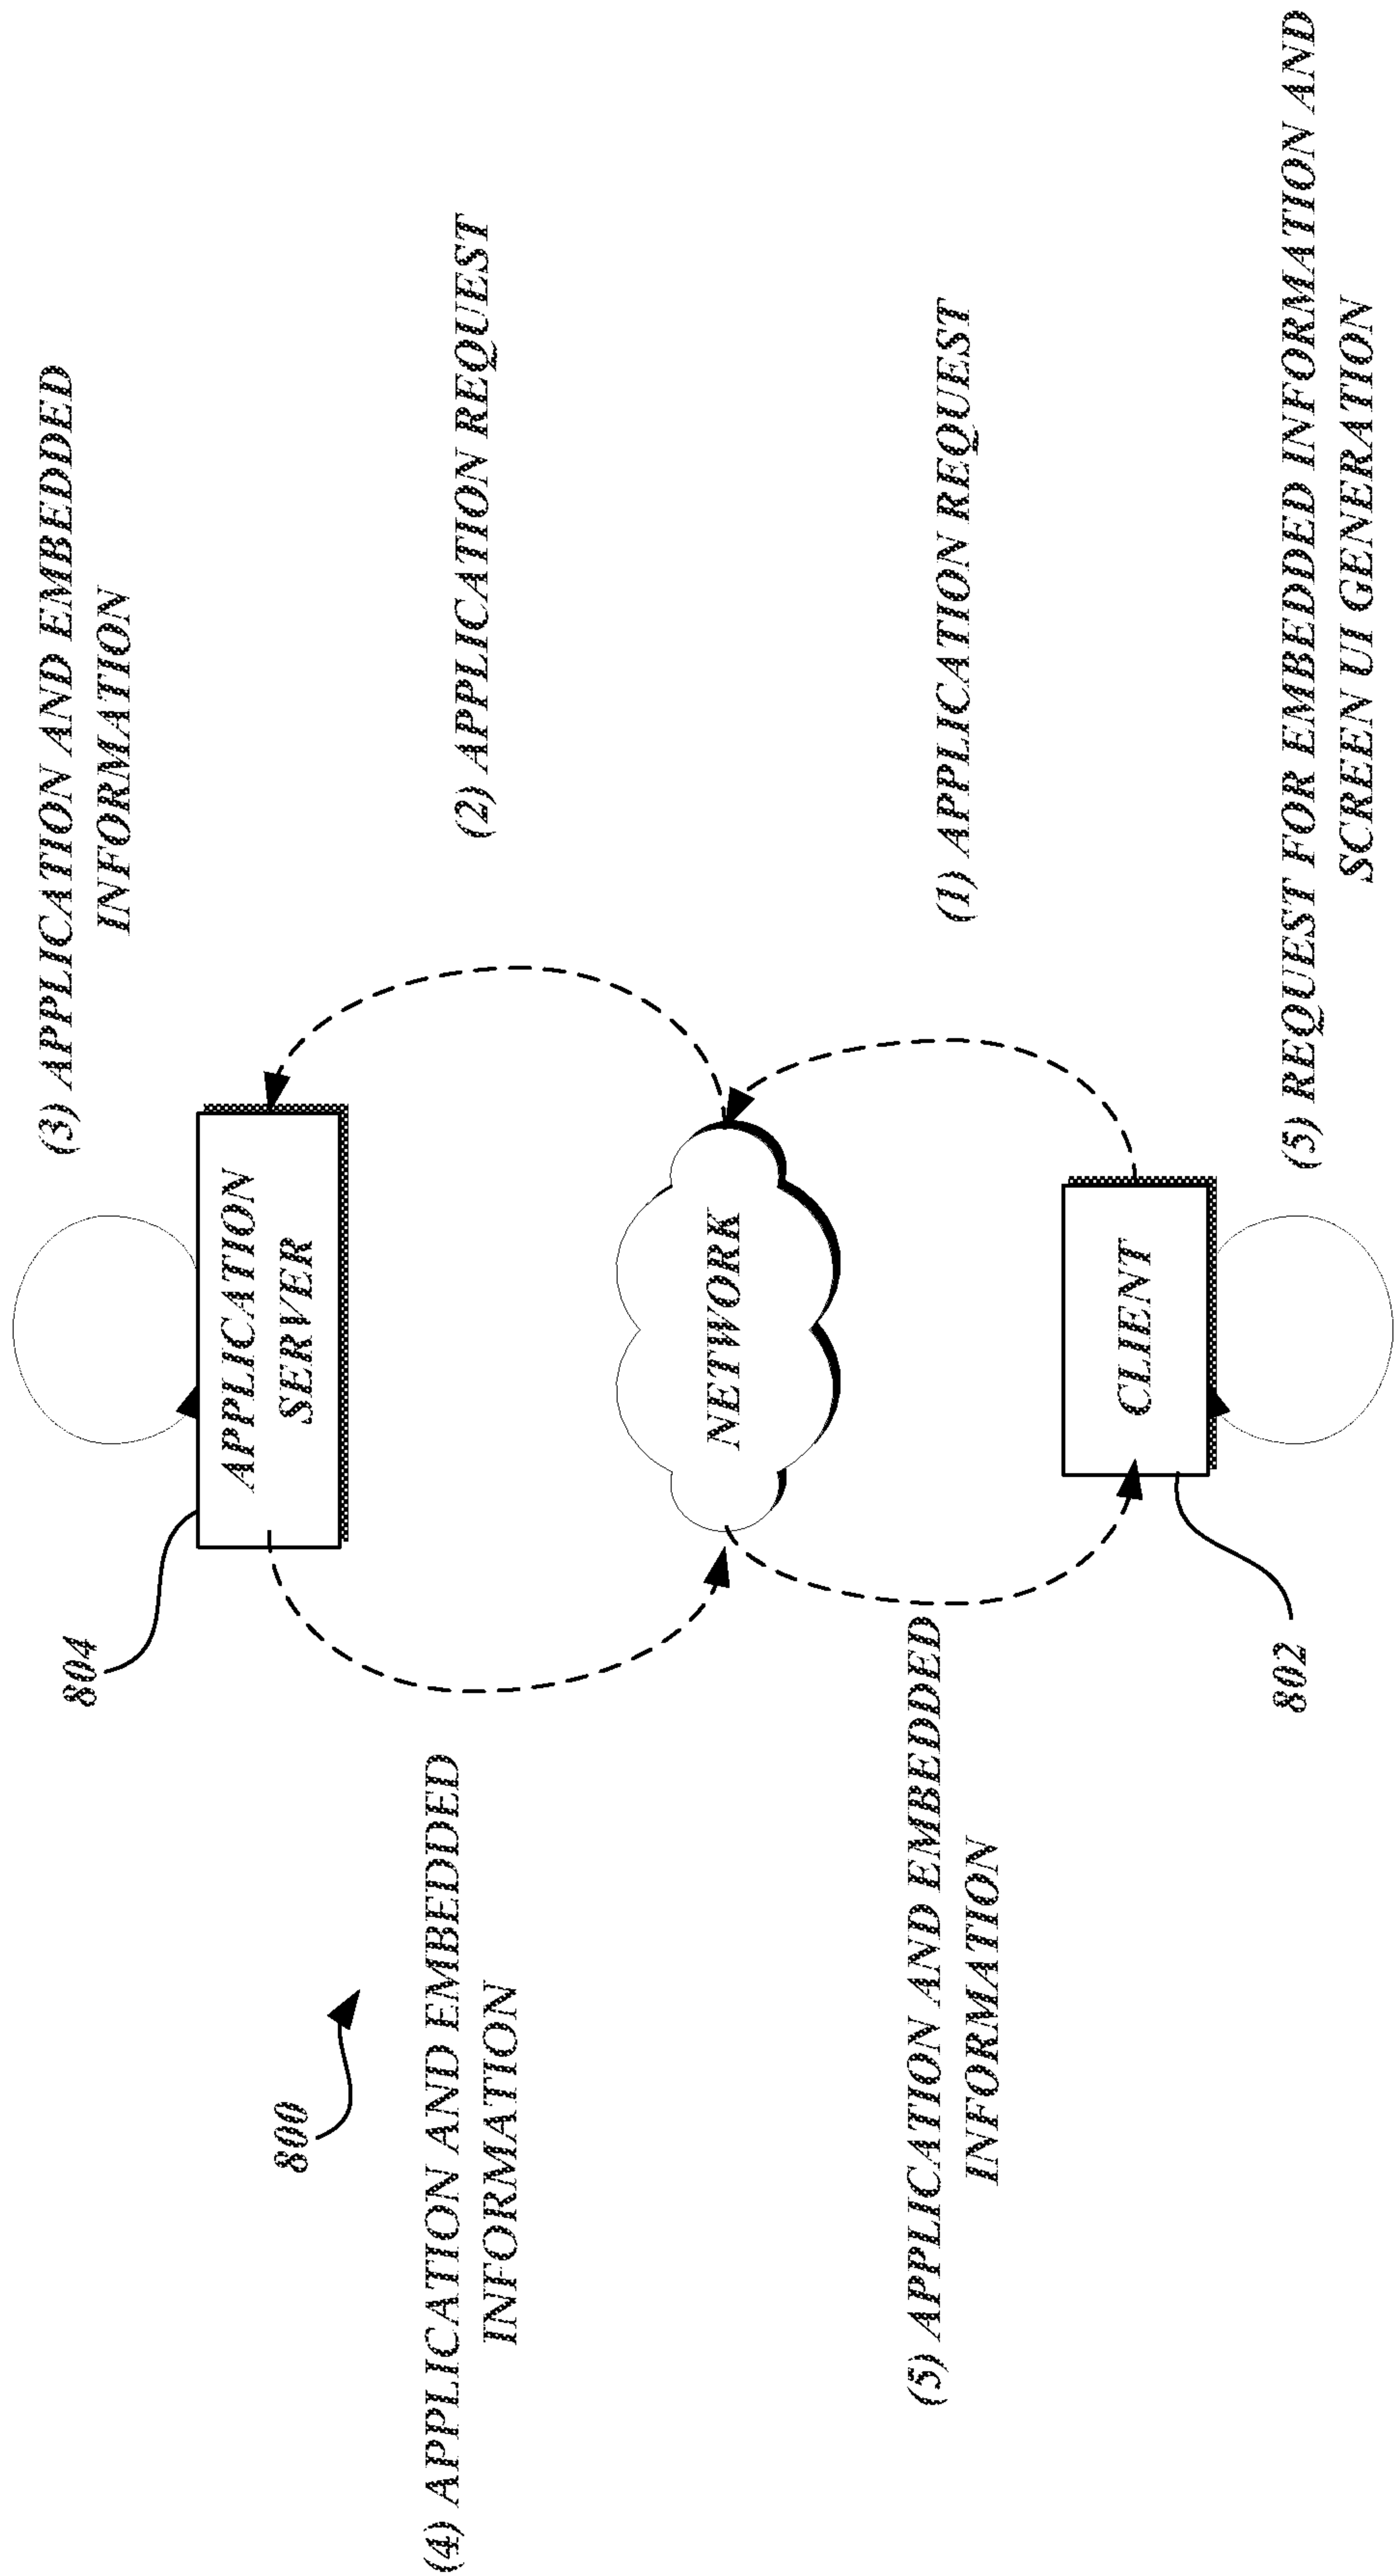 800
804
(3) APPLICATION AND EMBEDDED
INFORMATION
APPLICATION
SERVER
(4) APPLICATION AND EMBEDDED
INFORMATION
(2) APPLICATION REQUEST
NETWORK
(5) APPLICATION AND EMBEDDED
INFORMATION
(1) APPLICATION REQUEST
CLIENT
802
(5) REQUEST FOR EMBEDDED INFORMATION AND
SCREEN UI GENERATION